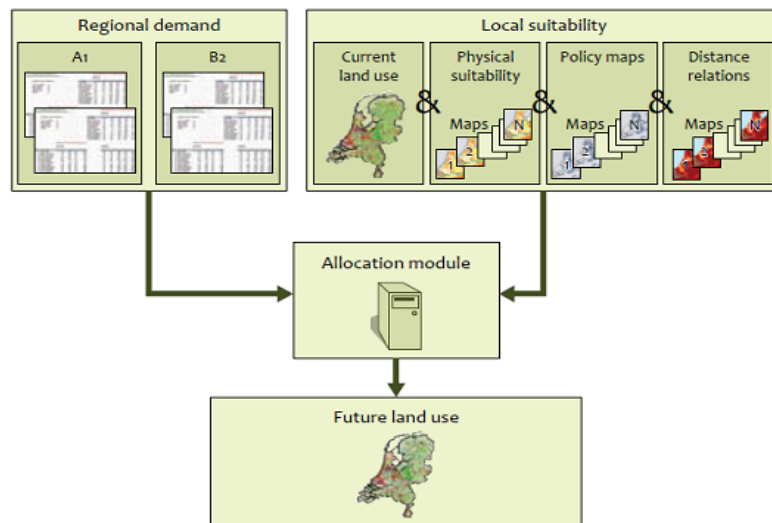 Regional demand
A1
B2
Local suitability
Current
land use
&
Physical
suitability
Maps
1
2
N
&
Policy maps
Maps
1
2
N
&
Distance
relations
Maps
2
N
Allocation module
Future land use